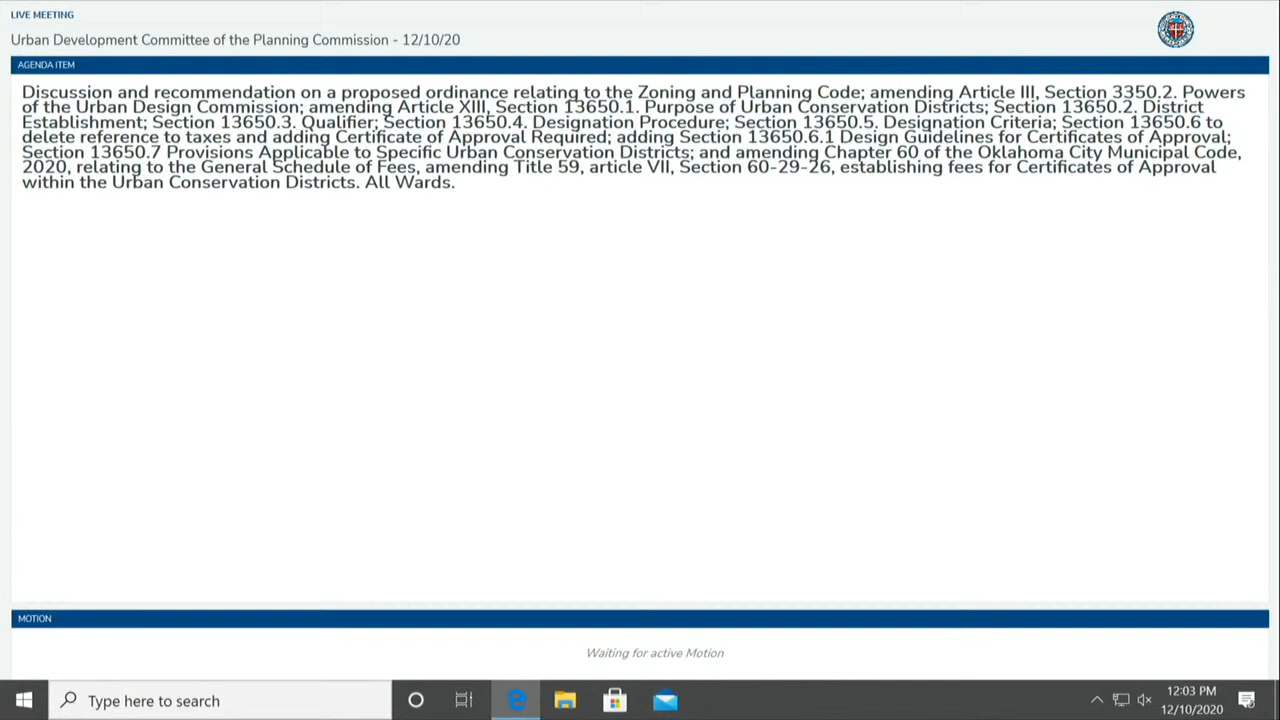 LIVE MEETING
Urban Development Committee of the Planning Commission - 12/10/20
AGENDA ITEM
Discussion and recommendation on a proposed ordinance relating to the Zoning and Planning Code; amending Article III, Section 3350.2. Powers
of the Urban Design Commission; amending Article XIII, Section 13650.1. Purpose of Urban Conservation Districts; Section 13650.2. District
Establishment; Section 13650.3. Qualifier; Section 13650.4. Designation Procedure; Section 13650.5. Designation Criteria; Section 13650.6 to
delete reference to taxes and adding Certificate of Approval Required; adding Section 13650.6.1 Design Guidelines for Certificates of Approval;
Section 13650.7 Provisions Applicable to Specific Urban Conservation Districts; and amending Chapter 60 of the Oklahoma City Municipal Code,
2020, relating to the General Schedule of Fees, amending Title 59, article VII, Section 60-29-26, establishing fees for Certificates of Approval
within the Urban Conservation Districts. All Wards.
MOTION
Waiting for active Motion
Type here to search
12:03 PM
12/10/2020